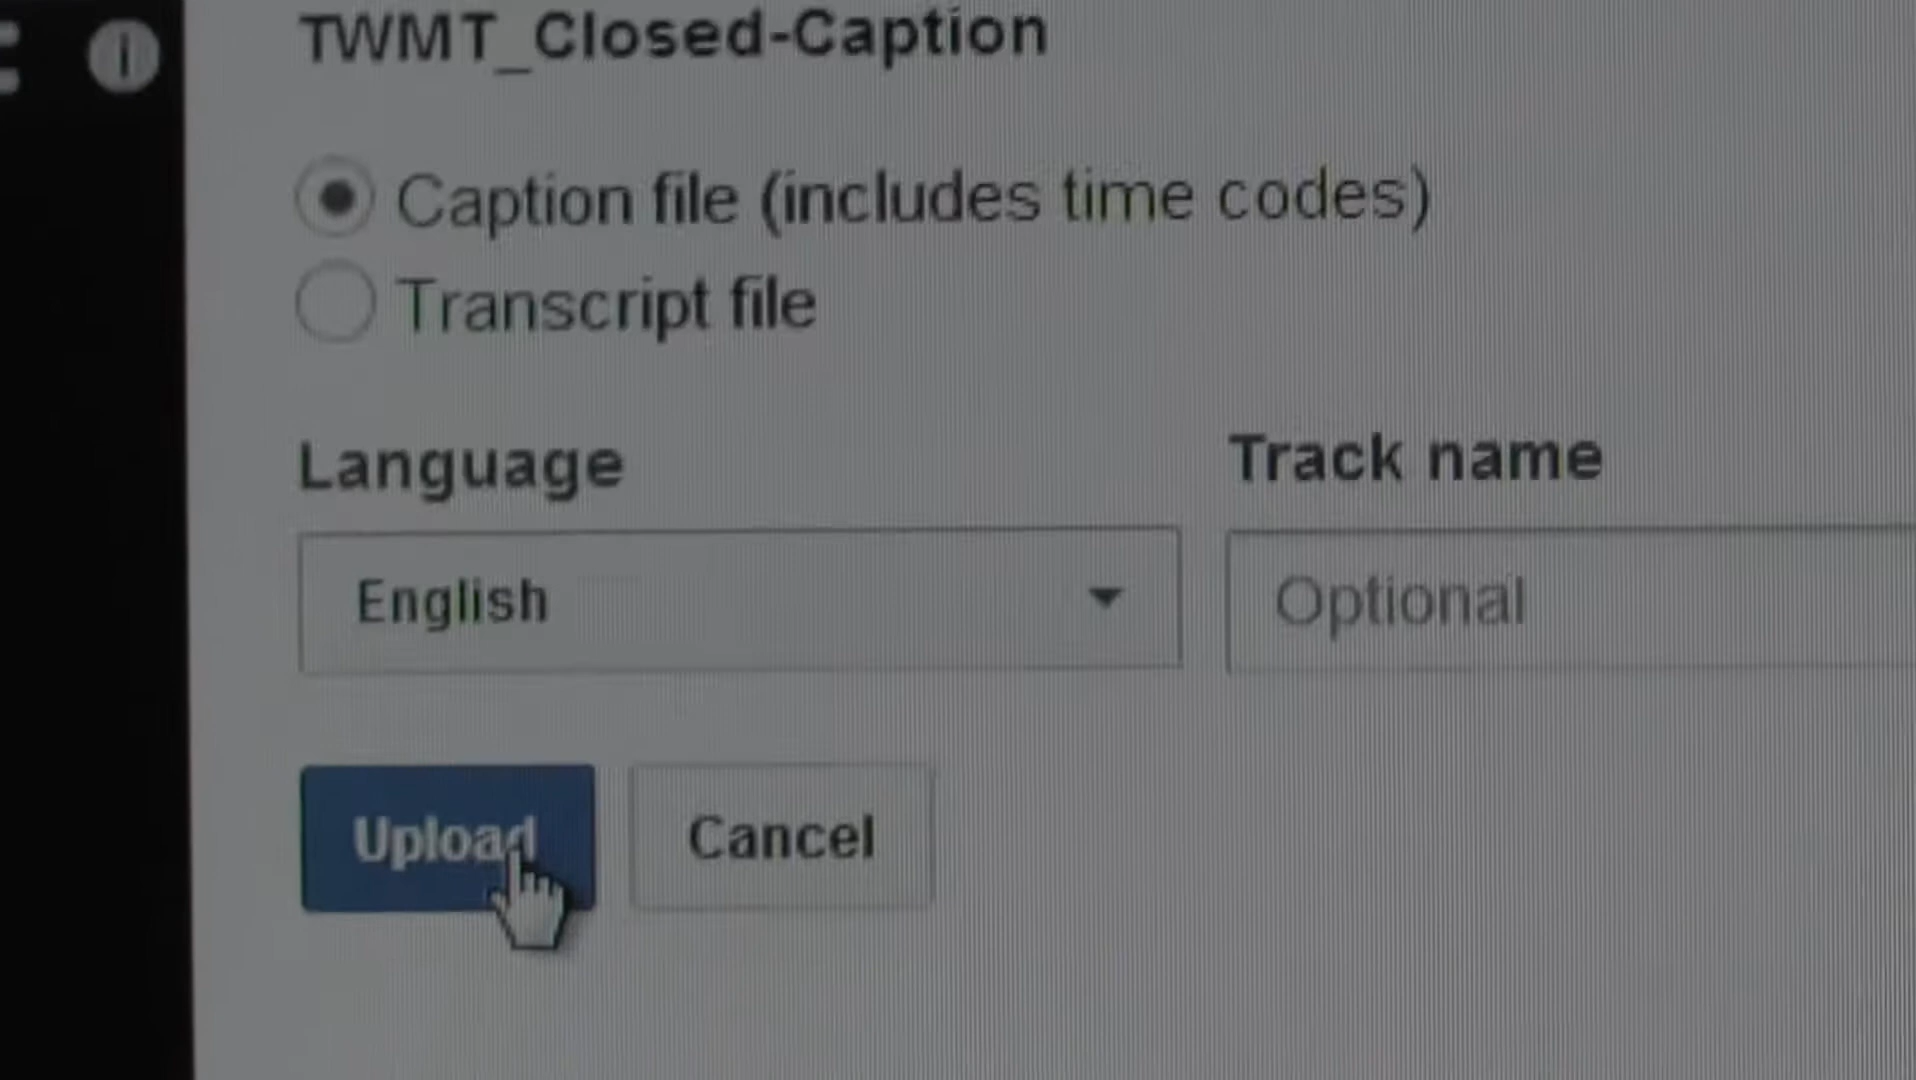 TWMT_Closed-Caption
Caption file (includes time codes)
Transcript file
Language
Track name
English
Optional
Upload
Cancel